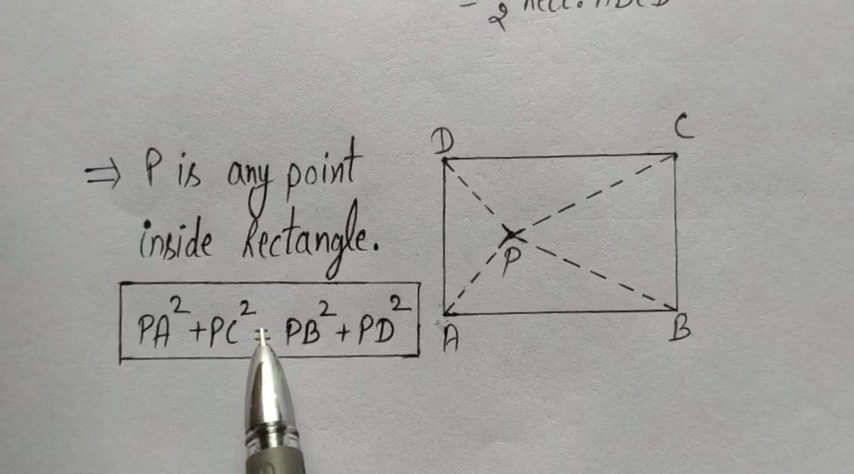 ⇒ P is any point
inside Rectangle.
PA² + PC² = PB² + PD²
D
C
P
A
B